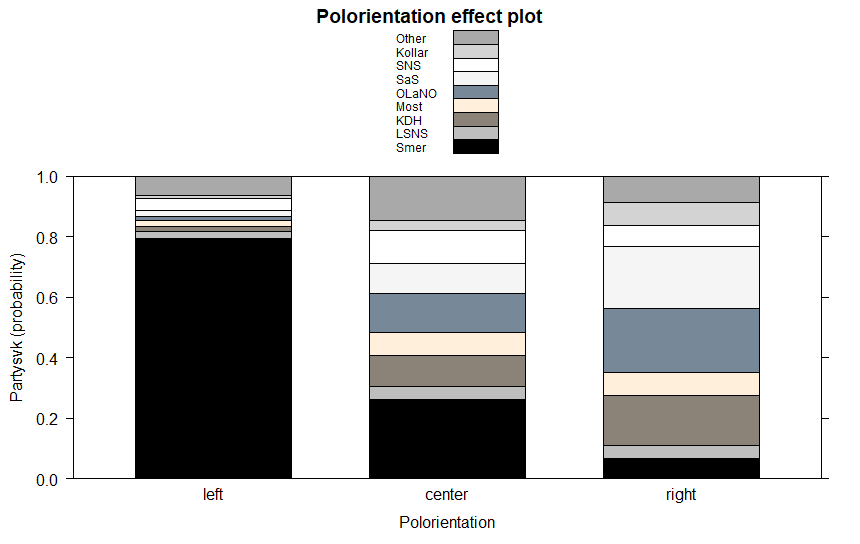 Polorientation effect plot
Other
Kollar
SNS
SaS
OLaNO
Most
KDH
LSNS
Smer
1.0
0.8
0.6
0.4
0.2
0.0
Partysvk (probability)
left center right
Polorientation